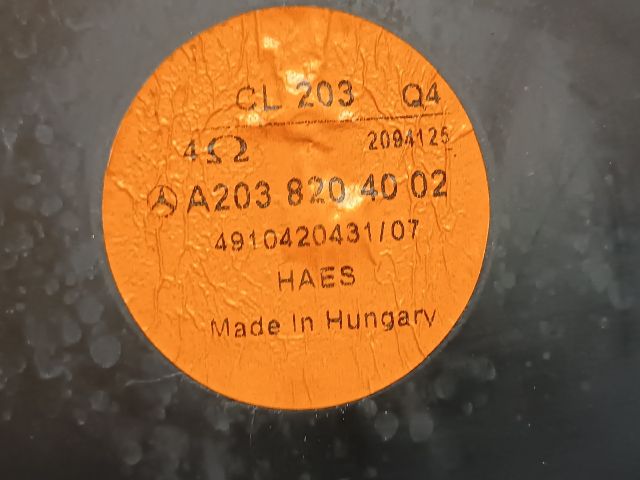 CL 203 Q4
4Ω 2094125
A203 820 40 02
4910420431/07
HAES
Made In Hungary